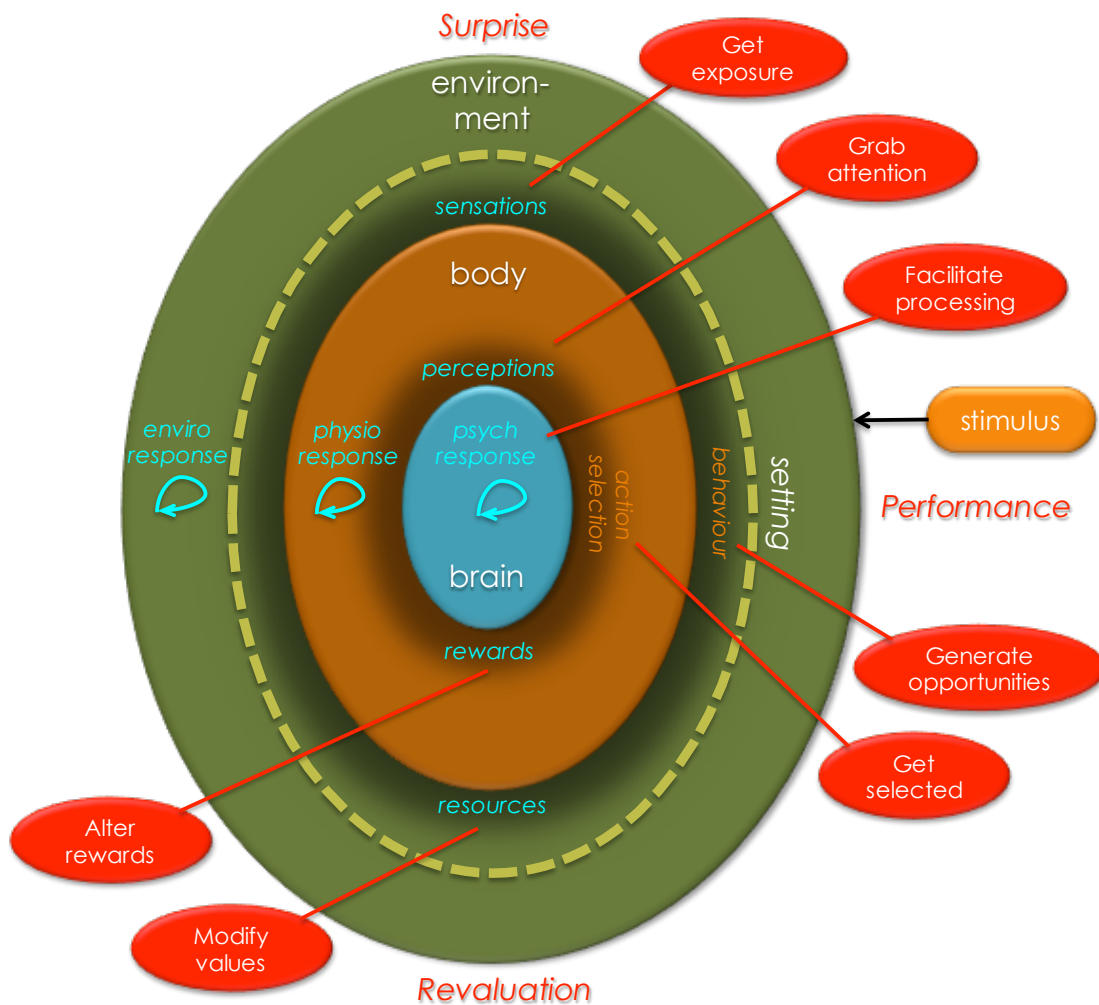 Surprise
Get
exposure
environ-
ment
Grab
attention
sensations
body
Facilitate
processing
perceptions
stimulus
enviro
response
physio
response
psych
response
action
selection
behaviour
setting
Performance
brain
rewards
Generate
opportunities
Get
selected
resources
Alter
rewards
Modify
values
Revaluation